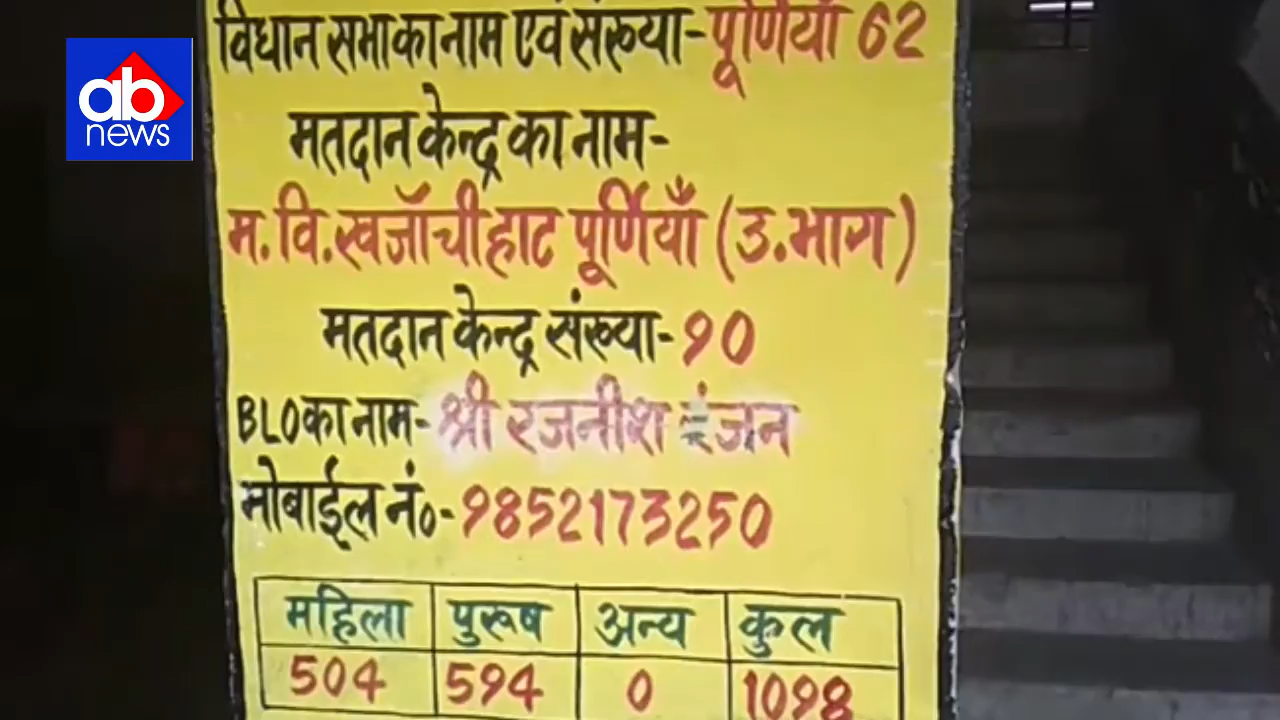 ab
news
विधान सभा का नाम एवं संख्या- पूर्णियाँ 62
मतदान केन्द्र का नाम-
म. वि. खजाँची हाट पूर्णियाँ (उ. भाग)
मतदान केन्द्र संख्या- १०
BLO का नाम- श्री रजनीश रंजन
मोबाईल नं०- 9852173250
महिला पुरूष अन्य कुल
504 594 0 1098